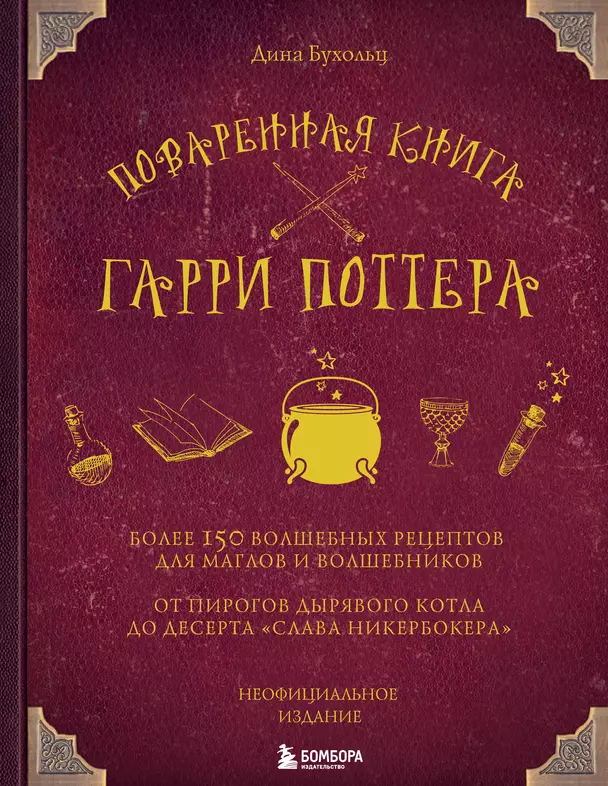 Дина Бухольц
ПОВАРЕННАЯ КНИГА
ГАРРИ ПОТТЕРА
БОЛЕЕ 150 ВОЛШЕБНЫХ РЕЦЕПТОВ
ДЛЯ МАГЛОВ И ВОЛШЕБНИКОВ
ОТ ПИРОГОВ ДЫРЯВОГО КОТЛА
ДО ДЕСЕРТА «СЛАВА НИКЕРБОКЕРА»
НЕОФИЦИАЛЬНОЕ
ИЗДАНИЕ
БОМБОРА
ИЗДАТЕЛЬСТВО